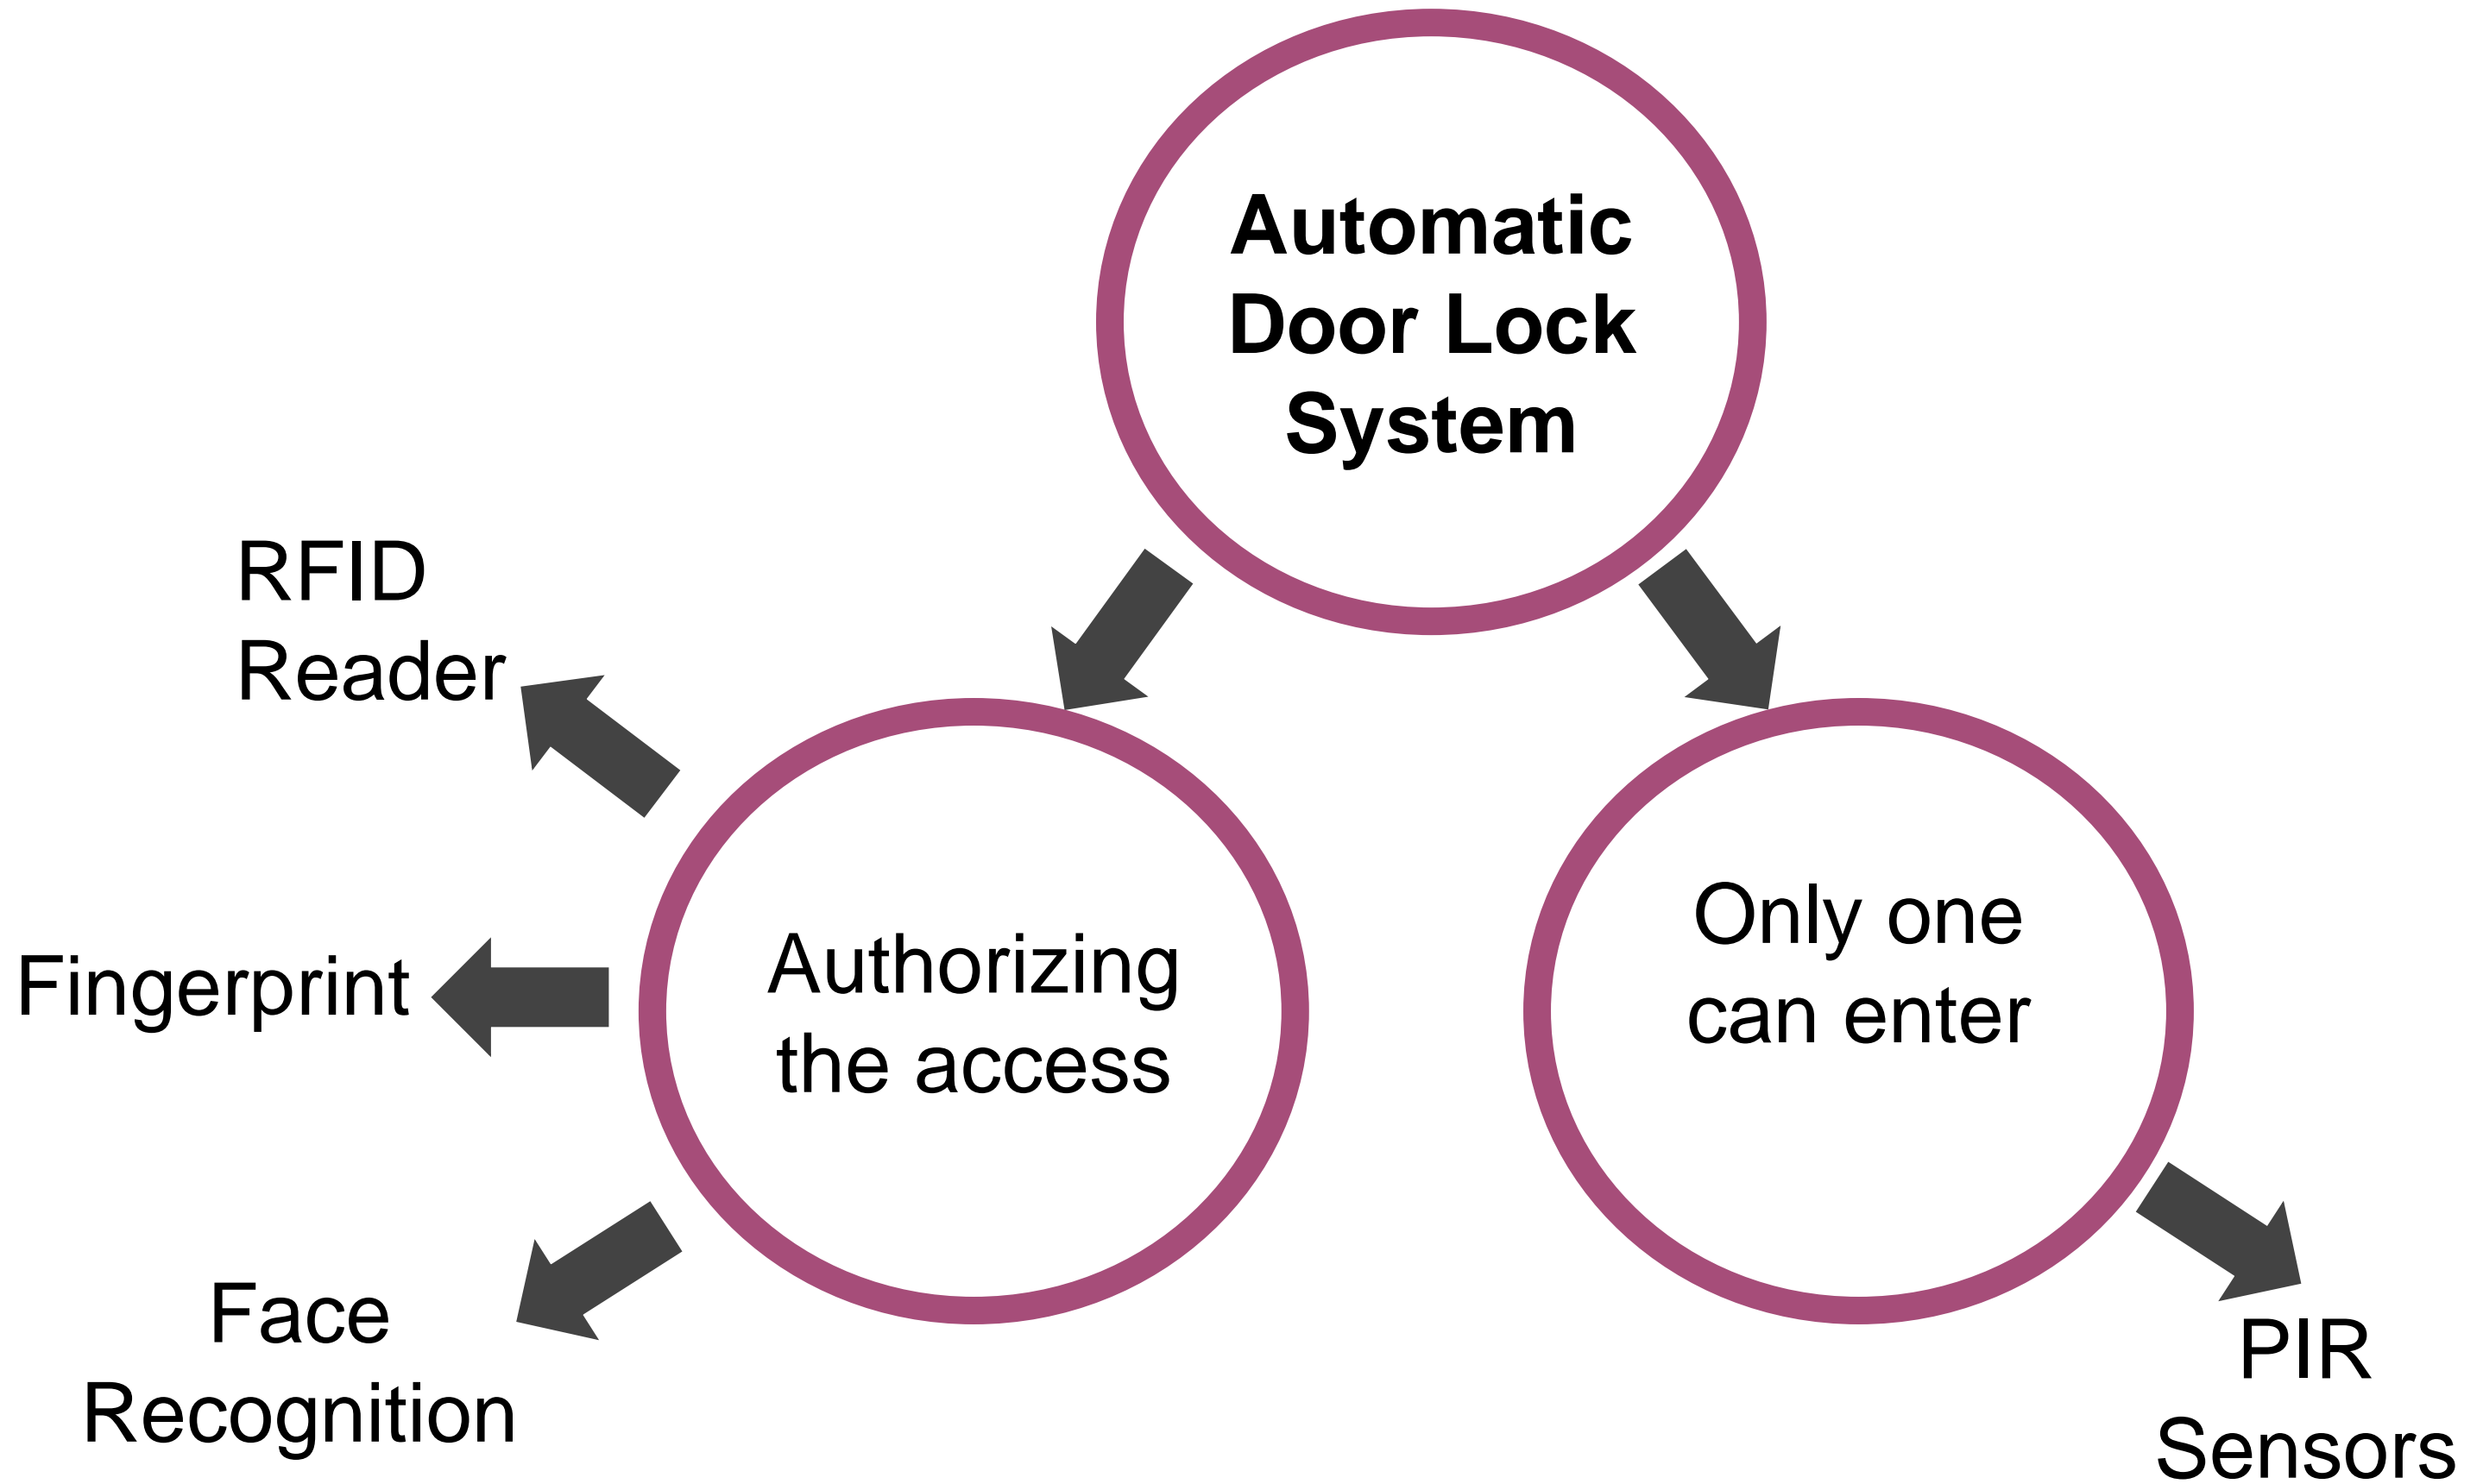 Automatic
Door Lock
System
RFID
Reader
Fingerprint
Authorizing
the access
Only one
can enter
Face
Recognition
PIR
Sensors